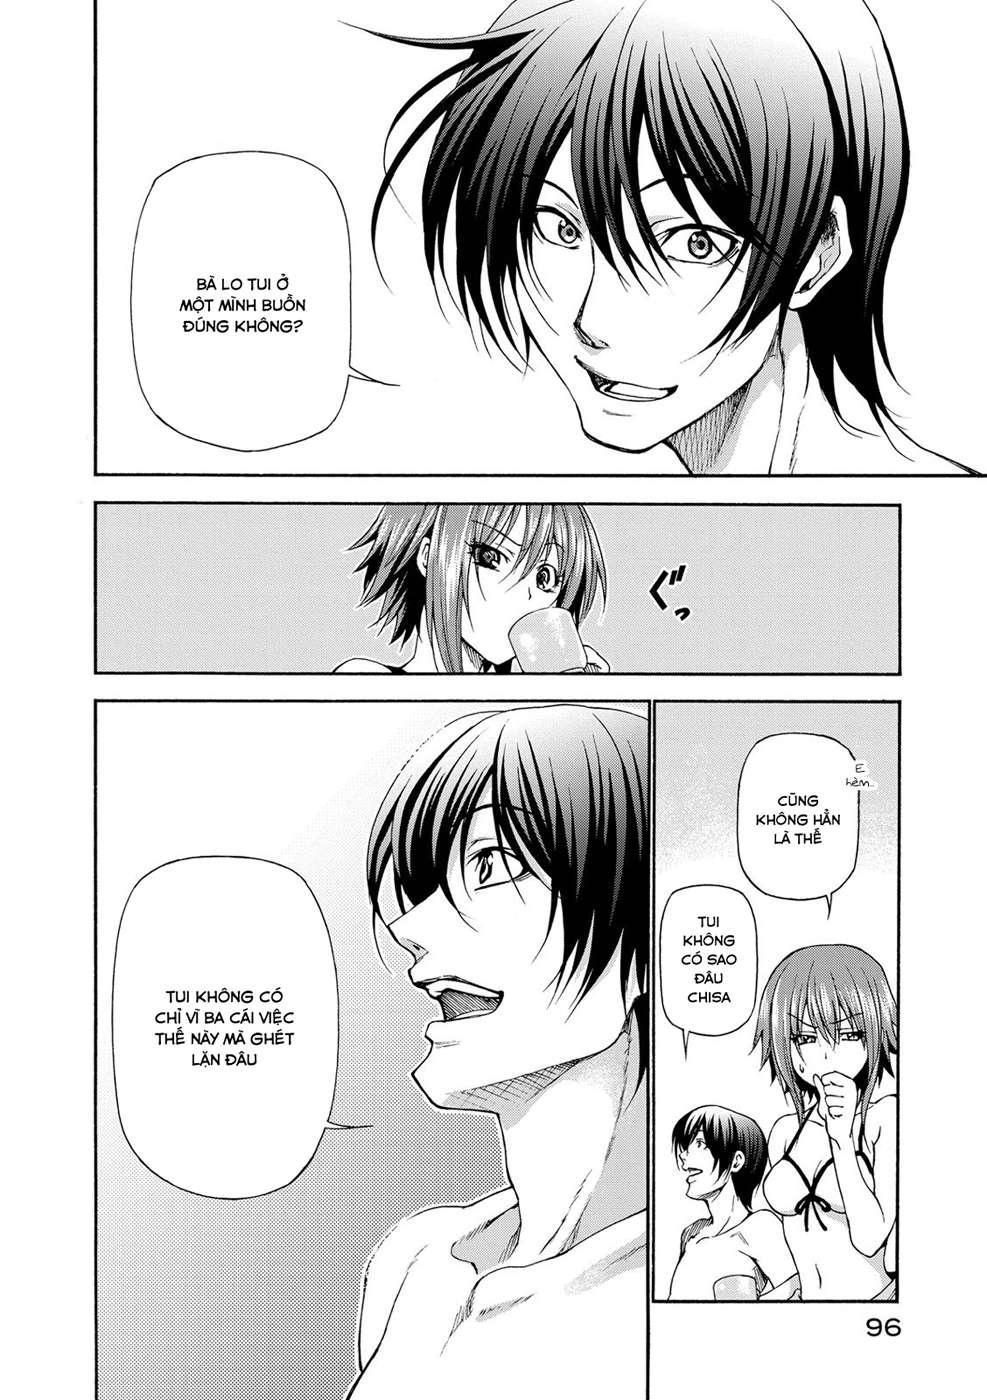 BÀ LO TUI Ở
MỘT MÌNH BUỒN
ĐÚNG KHÔNG?
ぐっ
E
hèm..
CŨNG
KHÔNG HẲN
LÀ THẾ
TUI
KHÔNG
CÓ SAO
ĐÂU
CHISA
TUI KHÔNG CÓ
CHỈ VÌ BA CÁI VIỆC
THẾ NÀY MÀ GHÉT
LẶN ĐÂU
96